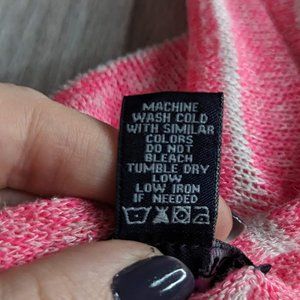 MACHINE
WASH COLD
WITH SIMILAR
COLORS
DO NOT
BLEACH
TUMBLE DRY
LOW
LOW IRON
IF NEEDED